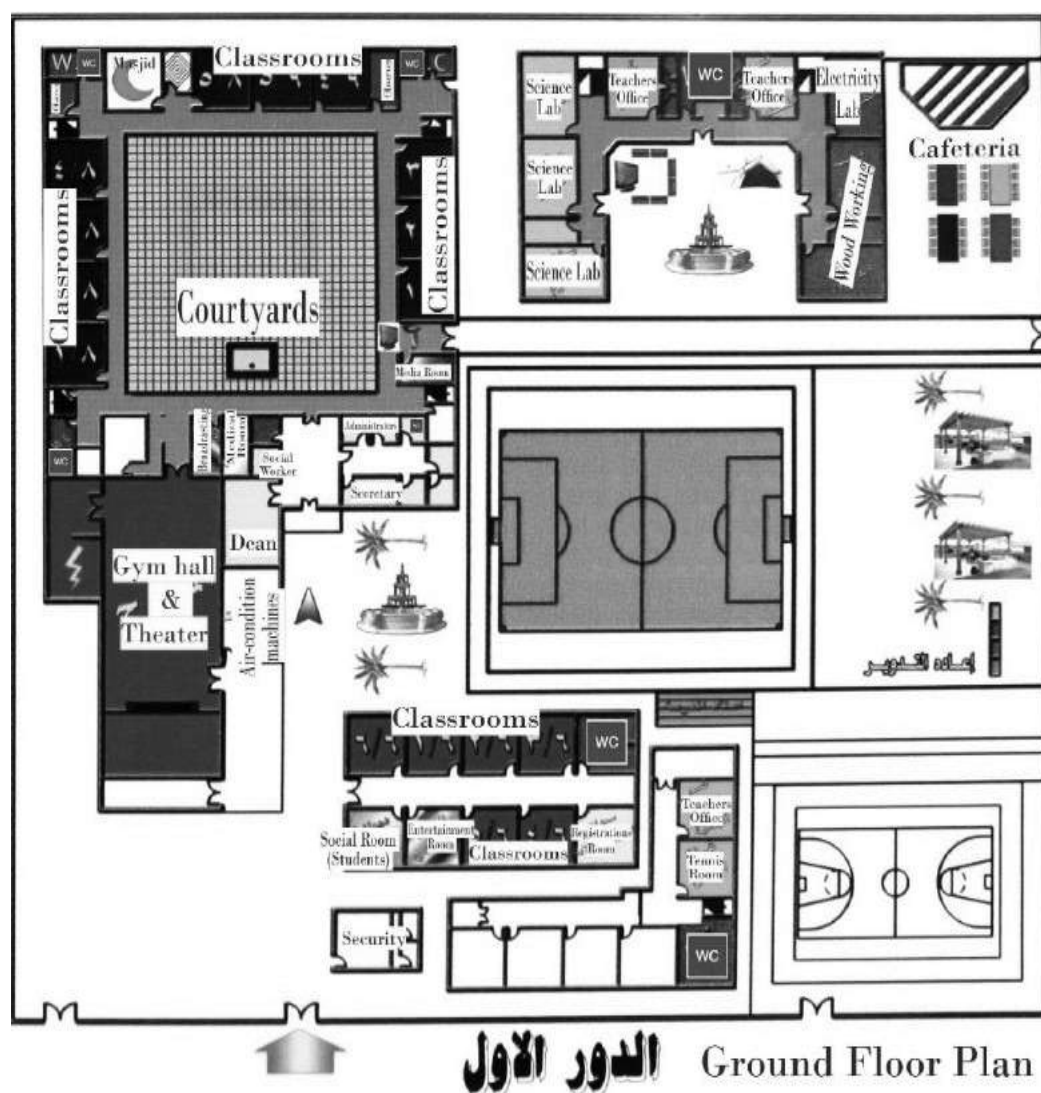 Classrooms
W.
WC
Masjid
WC
.C
Observer
Classrooms
Courtyards
Classrooms
Media Room
WC
Broadcasting
Medical
Room
Social
Worker
Administrators
Secretary
Dean
Gym hall
&
Theater
Air-condition
machines
Science
Lab
Teachers
Office
WC
Teachers
Office
Electricity
Lab
Science
Lab
Science Lab
Wood Working
Cafeteria
إعادة التدوير
Classrooms
WC
Social Room
(Students)
Entertainment
Room
Classrooms
Registrations
Room
Teachers
Office
Tennis
Room
Security
WC
الدور الاول
Ground Floor Plan